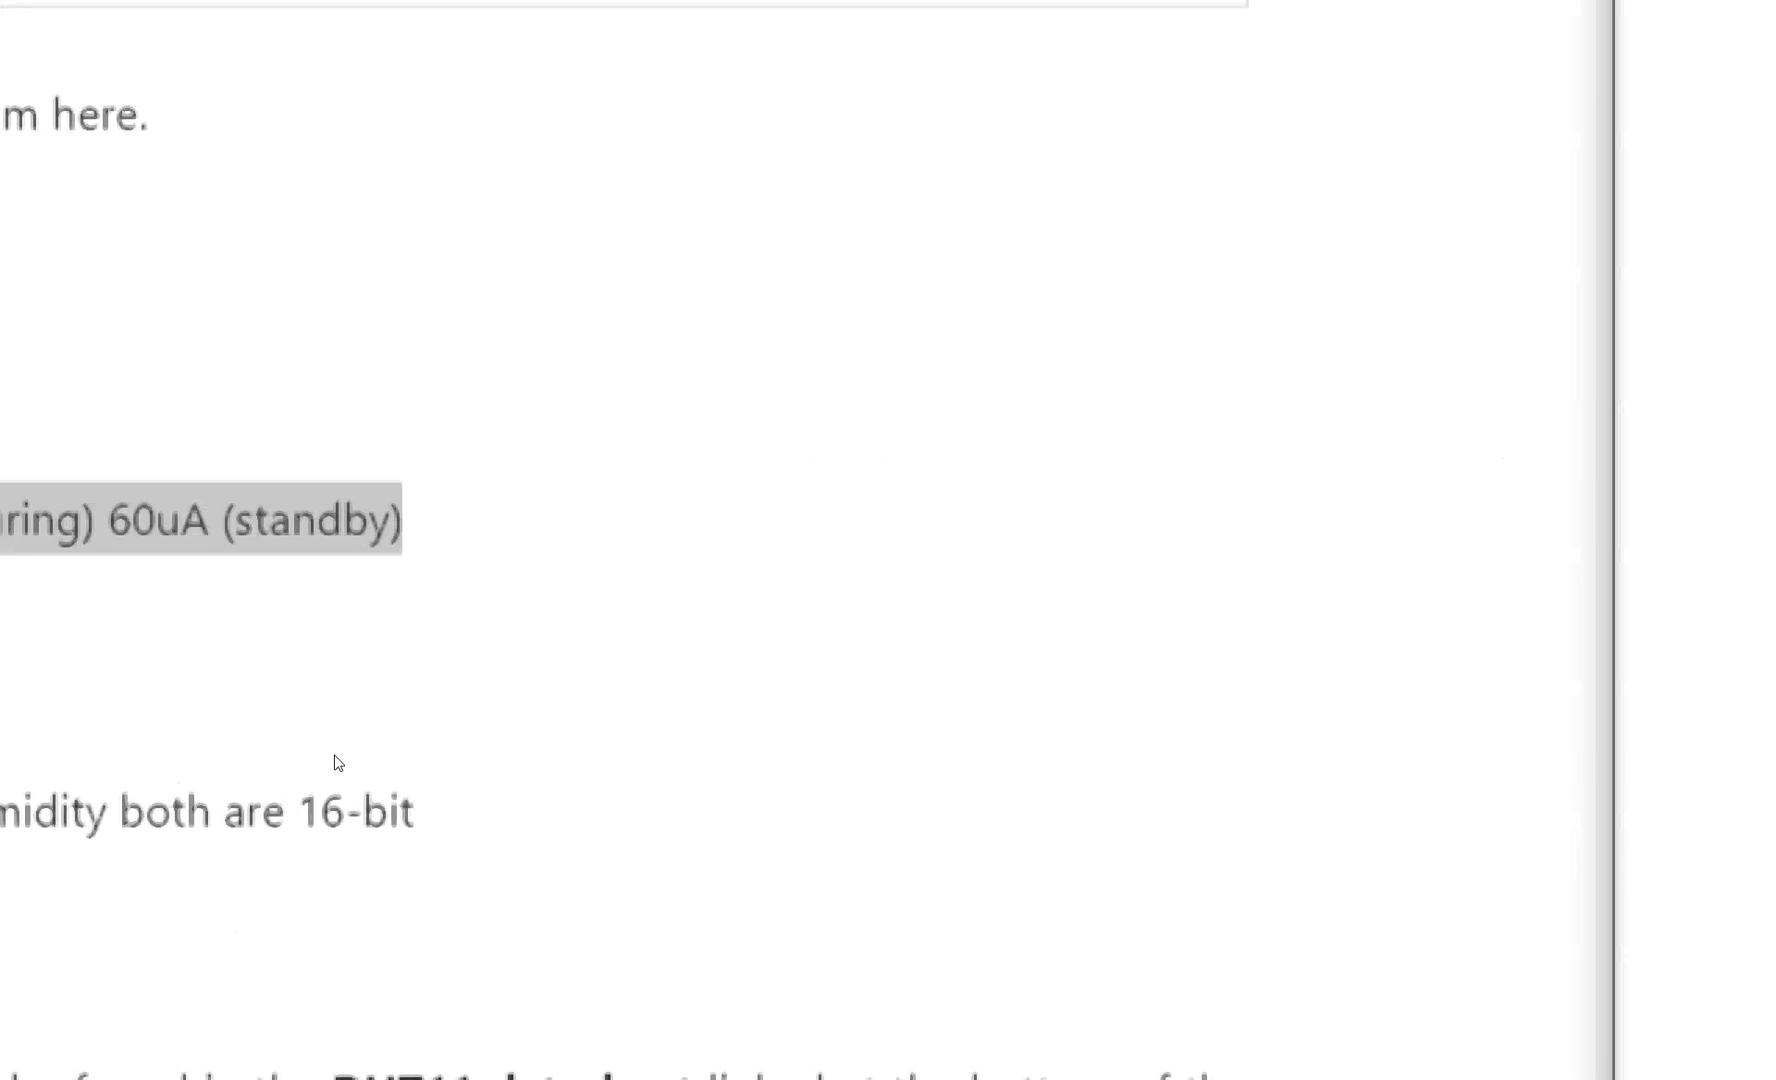 m here.
ring) 60uA (standby)
midity both are 16-bit